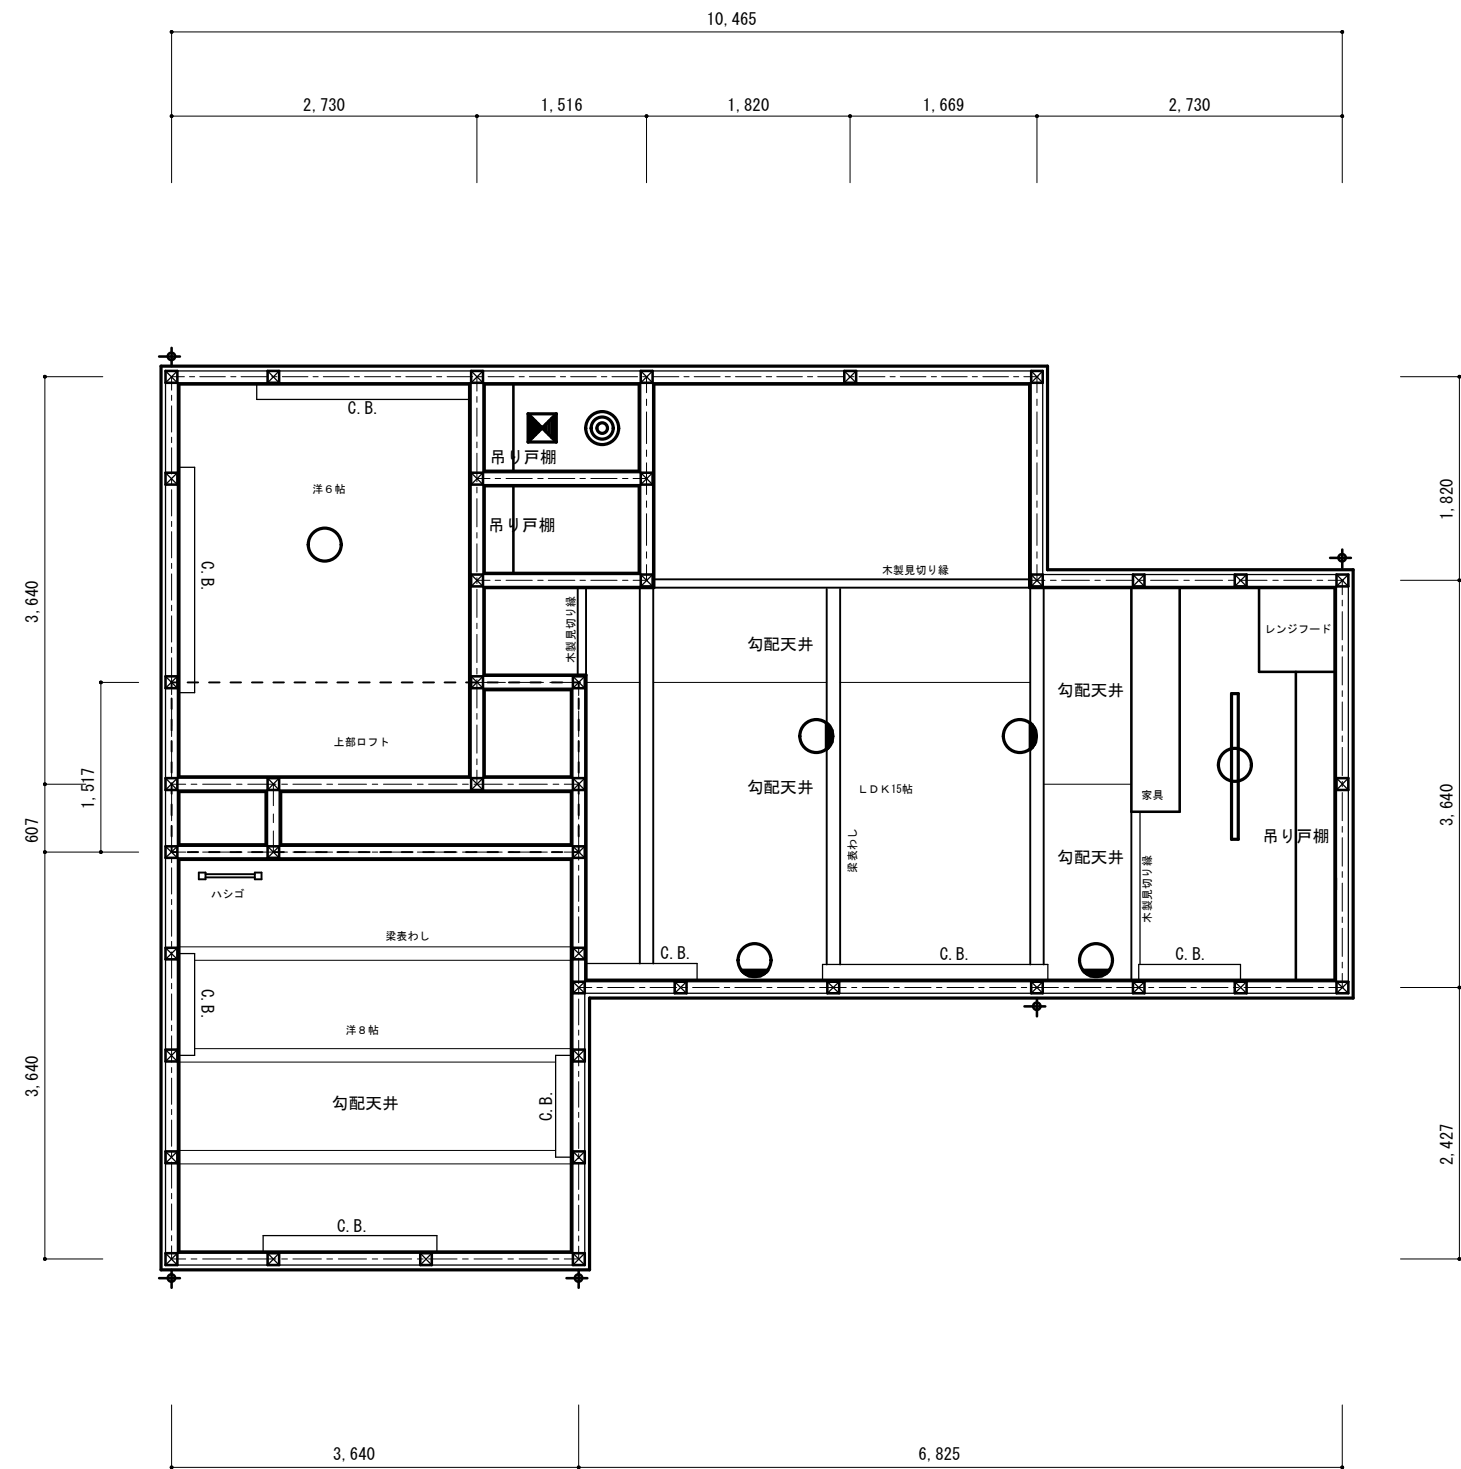 10,465
2,730
1,516
1,820
1,669
2,730
C.B.
吊り戸棚
洋6帖
1,820
吊り戸棚
C.B.
木製見切り縁
3,640
木製見切り縁
レンジフード
勾配天井
勾配天井
上部ロフト
1,517
勾配天井
LDK15帖
家具
3,640
607
吊り戸棚
梁表わし
勾配天井
木製見切り縁
ハシゴ
梁表わし
C.B.
C.B.
C.B.
C.B.
洋8帖
3,640
勾配天井
C.B.
2,427
C.B.
3,640
6,825